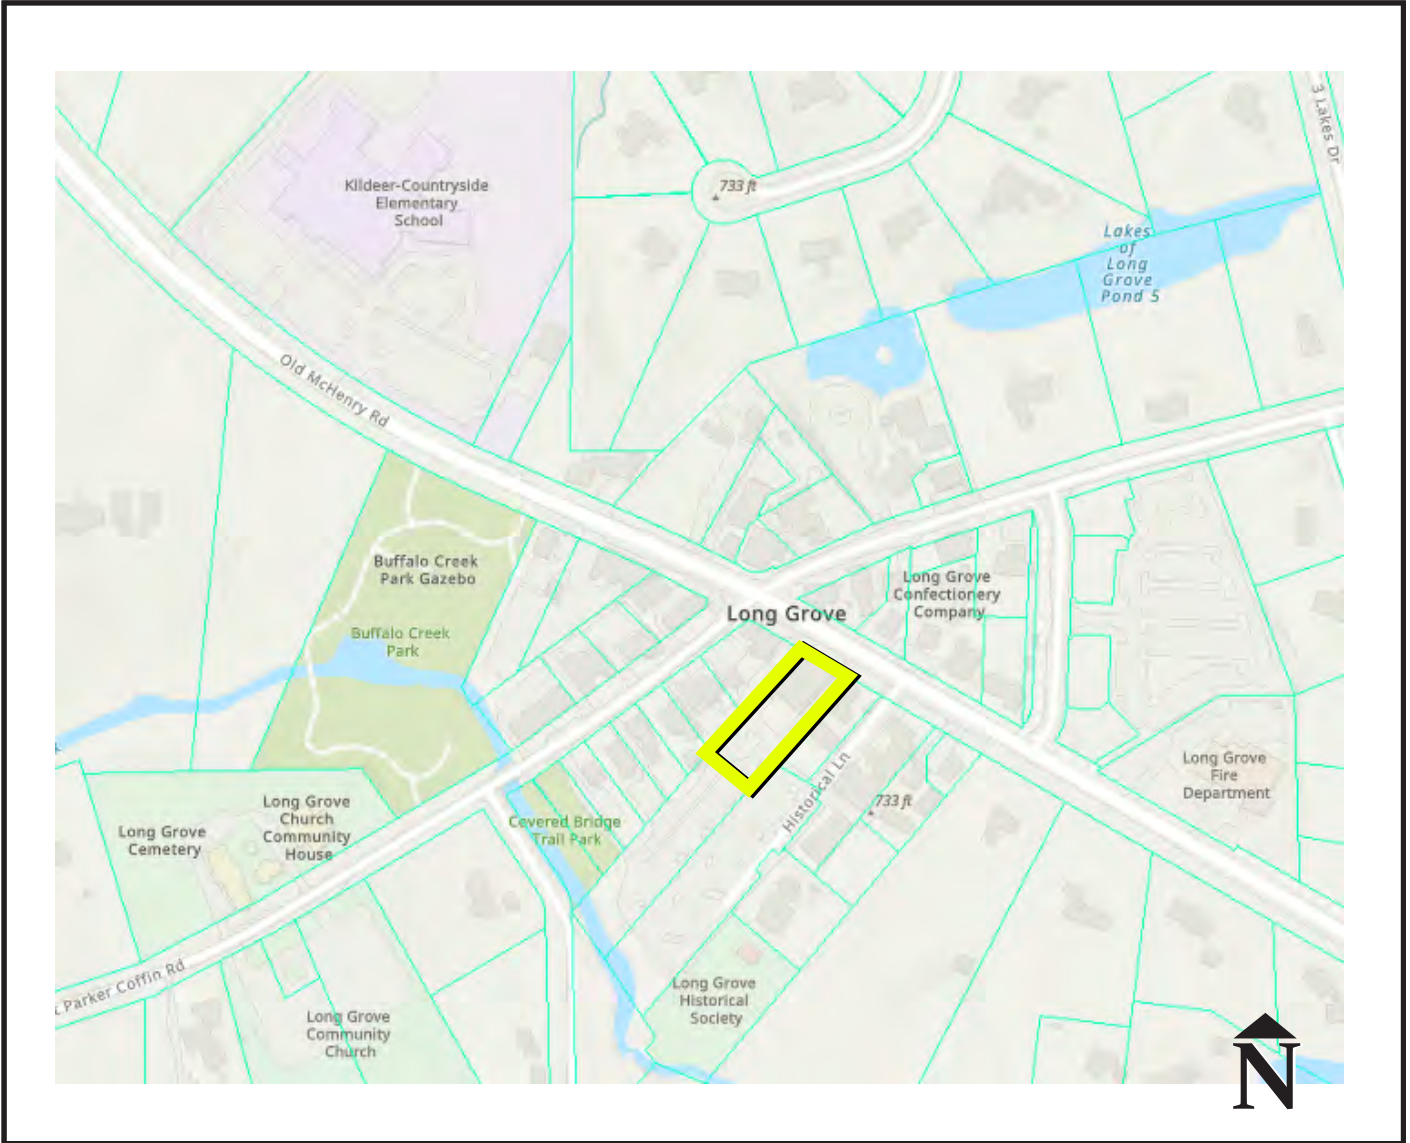 3 Lakes Dr
Kildeer-Countryside
Elementary
School
733 ft
Lakes
of
Long
Grove
Pond 5
Old McHenry Rd
Buffalo Creek
Park Gazebo
Long Grove
Confectionery
Company
Long Grove
Buffalo Creek
Park
Long Grove
Fire
Department
Historical Ln
733 ft
Long Grove
Church
Community
House
Long Grove
Cemetery
Covered Bridge
Trail Park
t Parker Coffin Rd
Long Grove
Historical
Society
Long Grove
Community
Church
N